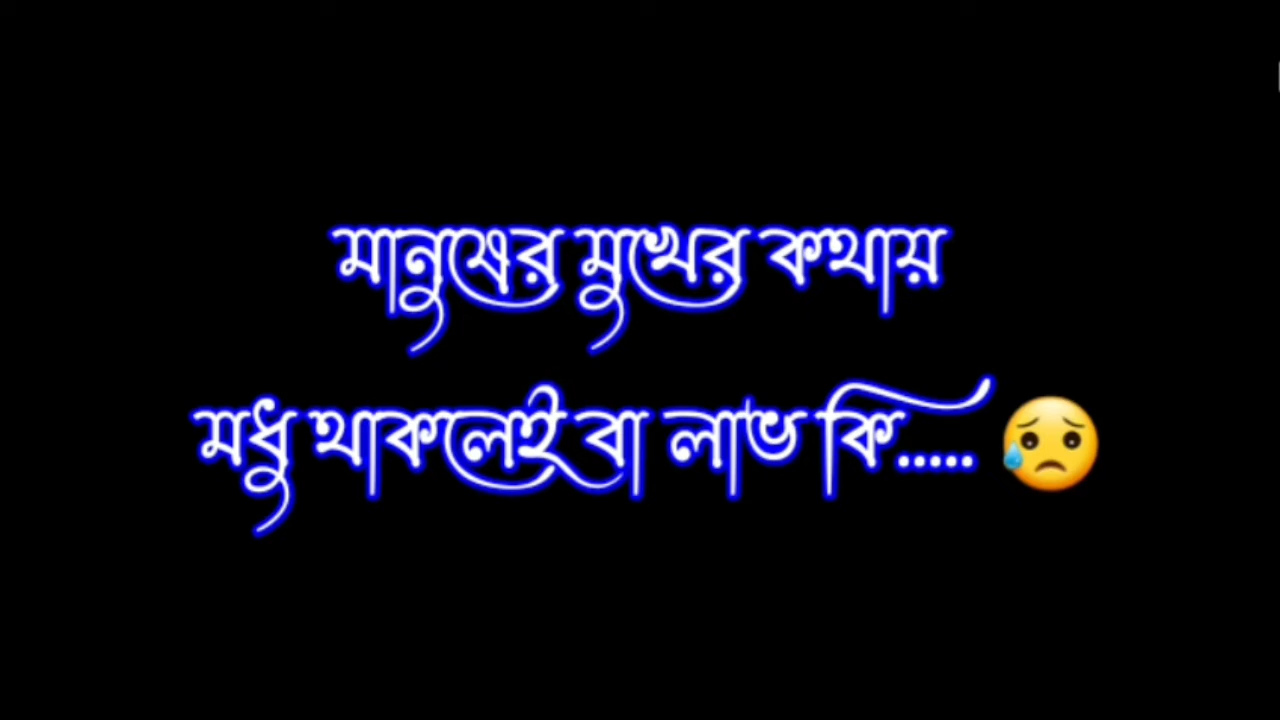 মানুষের মুখের কথায়
মধু থাকলেই বা লাভ কি..... 😥